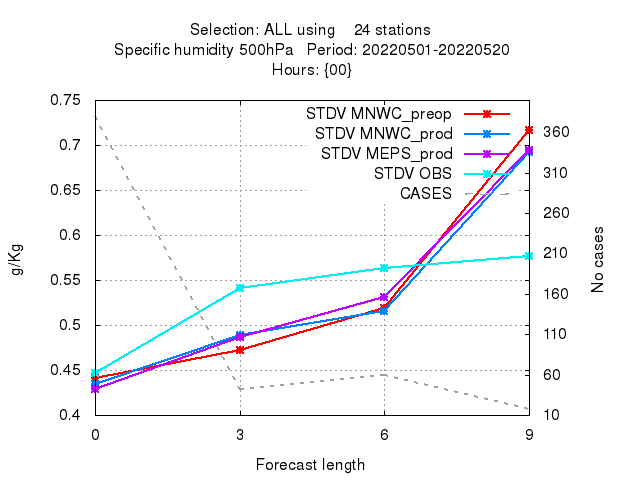 Selection: ALL using    24 stations
Specific humidity 500hPa   Period: 20220501-20220520
Hours: {00}
STDV MNWC_preop
STDV MNWC_prod
STDV MEPS_prod
STDV OBS
CASES
0.75
0.7
0.65
0.6
0.55
0.5
0.45
0.4
g/Kg
360
310
260
210
160
110
60
10
No cases
0 3 6 9
Forecast length